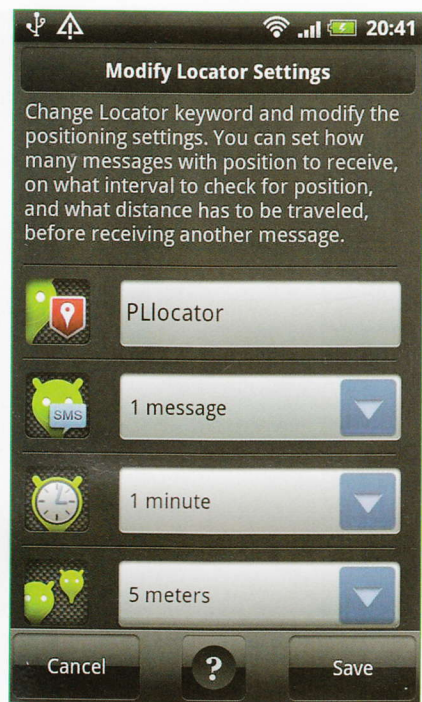 20:41
Modify Locator Settings
Change Locator keyword and modify the
positioning settings. You can set how
many messages with position to receive,
on what interval to check for position,
and what distance has to be traveled,
before receiving another message.
PLlocator
SMS
1 message
1 minute
5 meters
Cancel
?
Save